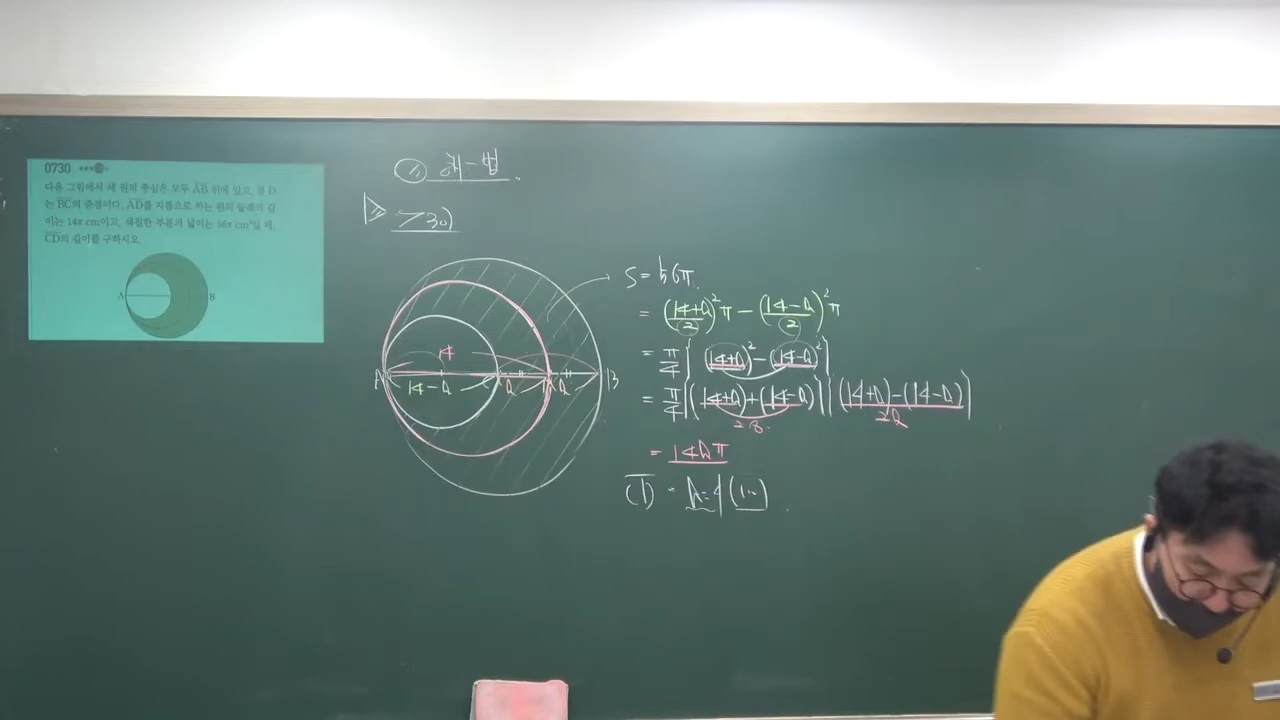 0730
다음 그림에서 세 원의 중심은 모두 AB 위에 있고, 점 D
는 BC의 중점이다. AD를 지름으로 하는 원의 둘레의 길
이는 14π cm이고, 색칠한 부분의 넓이는 56π cm²일 때,
CD의 길이를 구하시오.
A B
해-법
730)
S = 56π
= (14+a/2)²π - (14-a/2)²π
= π/4{(14+a)² - (14-a)²}
= π/4{(14+a)+(14-a)}{(14+a)-(14-a)}
28 2a
= 14aπ
a=4
A 14 B
14-a a a